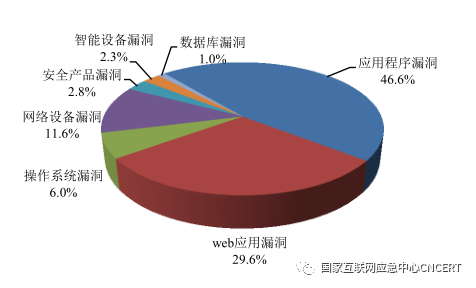 智能设备漏洞
2.3%
数据库漏洞
1.0%
应用程序漏洞
46.6%
安全产品漏洞
2.8%
网络设备漏洞
11.6%
操作系统漏洞
6.0%
web应用漏洞
29.6%
国家互联网应急中心CNCERT